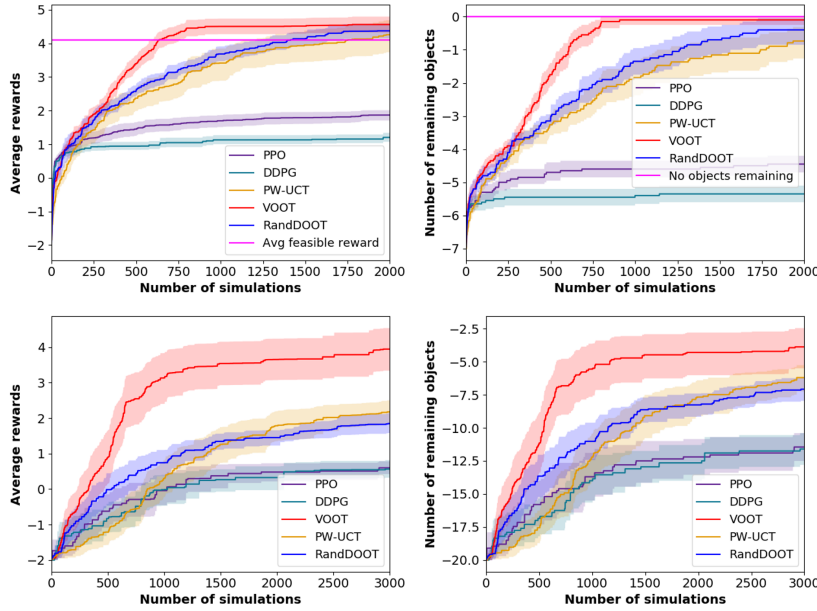 5
4
3
2
1
0
−1
−2
Average rewards
PPO
DDPG
PW-UCT
VOOT
RandDOOT
Avg feasible reward
0 250 500 750 1000 1250 1500 1750 2000
Number of simulations
0
−1
−2
−3
−4
−5
−6
−7
Number of remaining objects
PPO
DDPG
PW-UCT
VOOT
RandDOOT
No objects remaining
0 250 500 750 1000 1250 1500 1750 2000
Number of simulations
4
3
2
1
0
−1
−2
Average rewards
PPO
DDPG
VOOT
PW-UCT
RandDOOT
0 500 1000 1500 2000 2500 3000
Number of simulations
−2.5
−5.0
−7.5
−10.0
−12.5
−15.0
−17.5
−20.0
Number of remaining objects
PPO
DDPG
VOOT
PW-UCT
RandDOOT
0 500 1000 1500 2000 2500 3000
Number of simulations